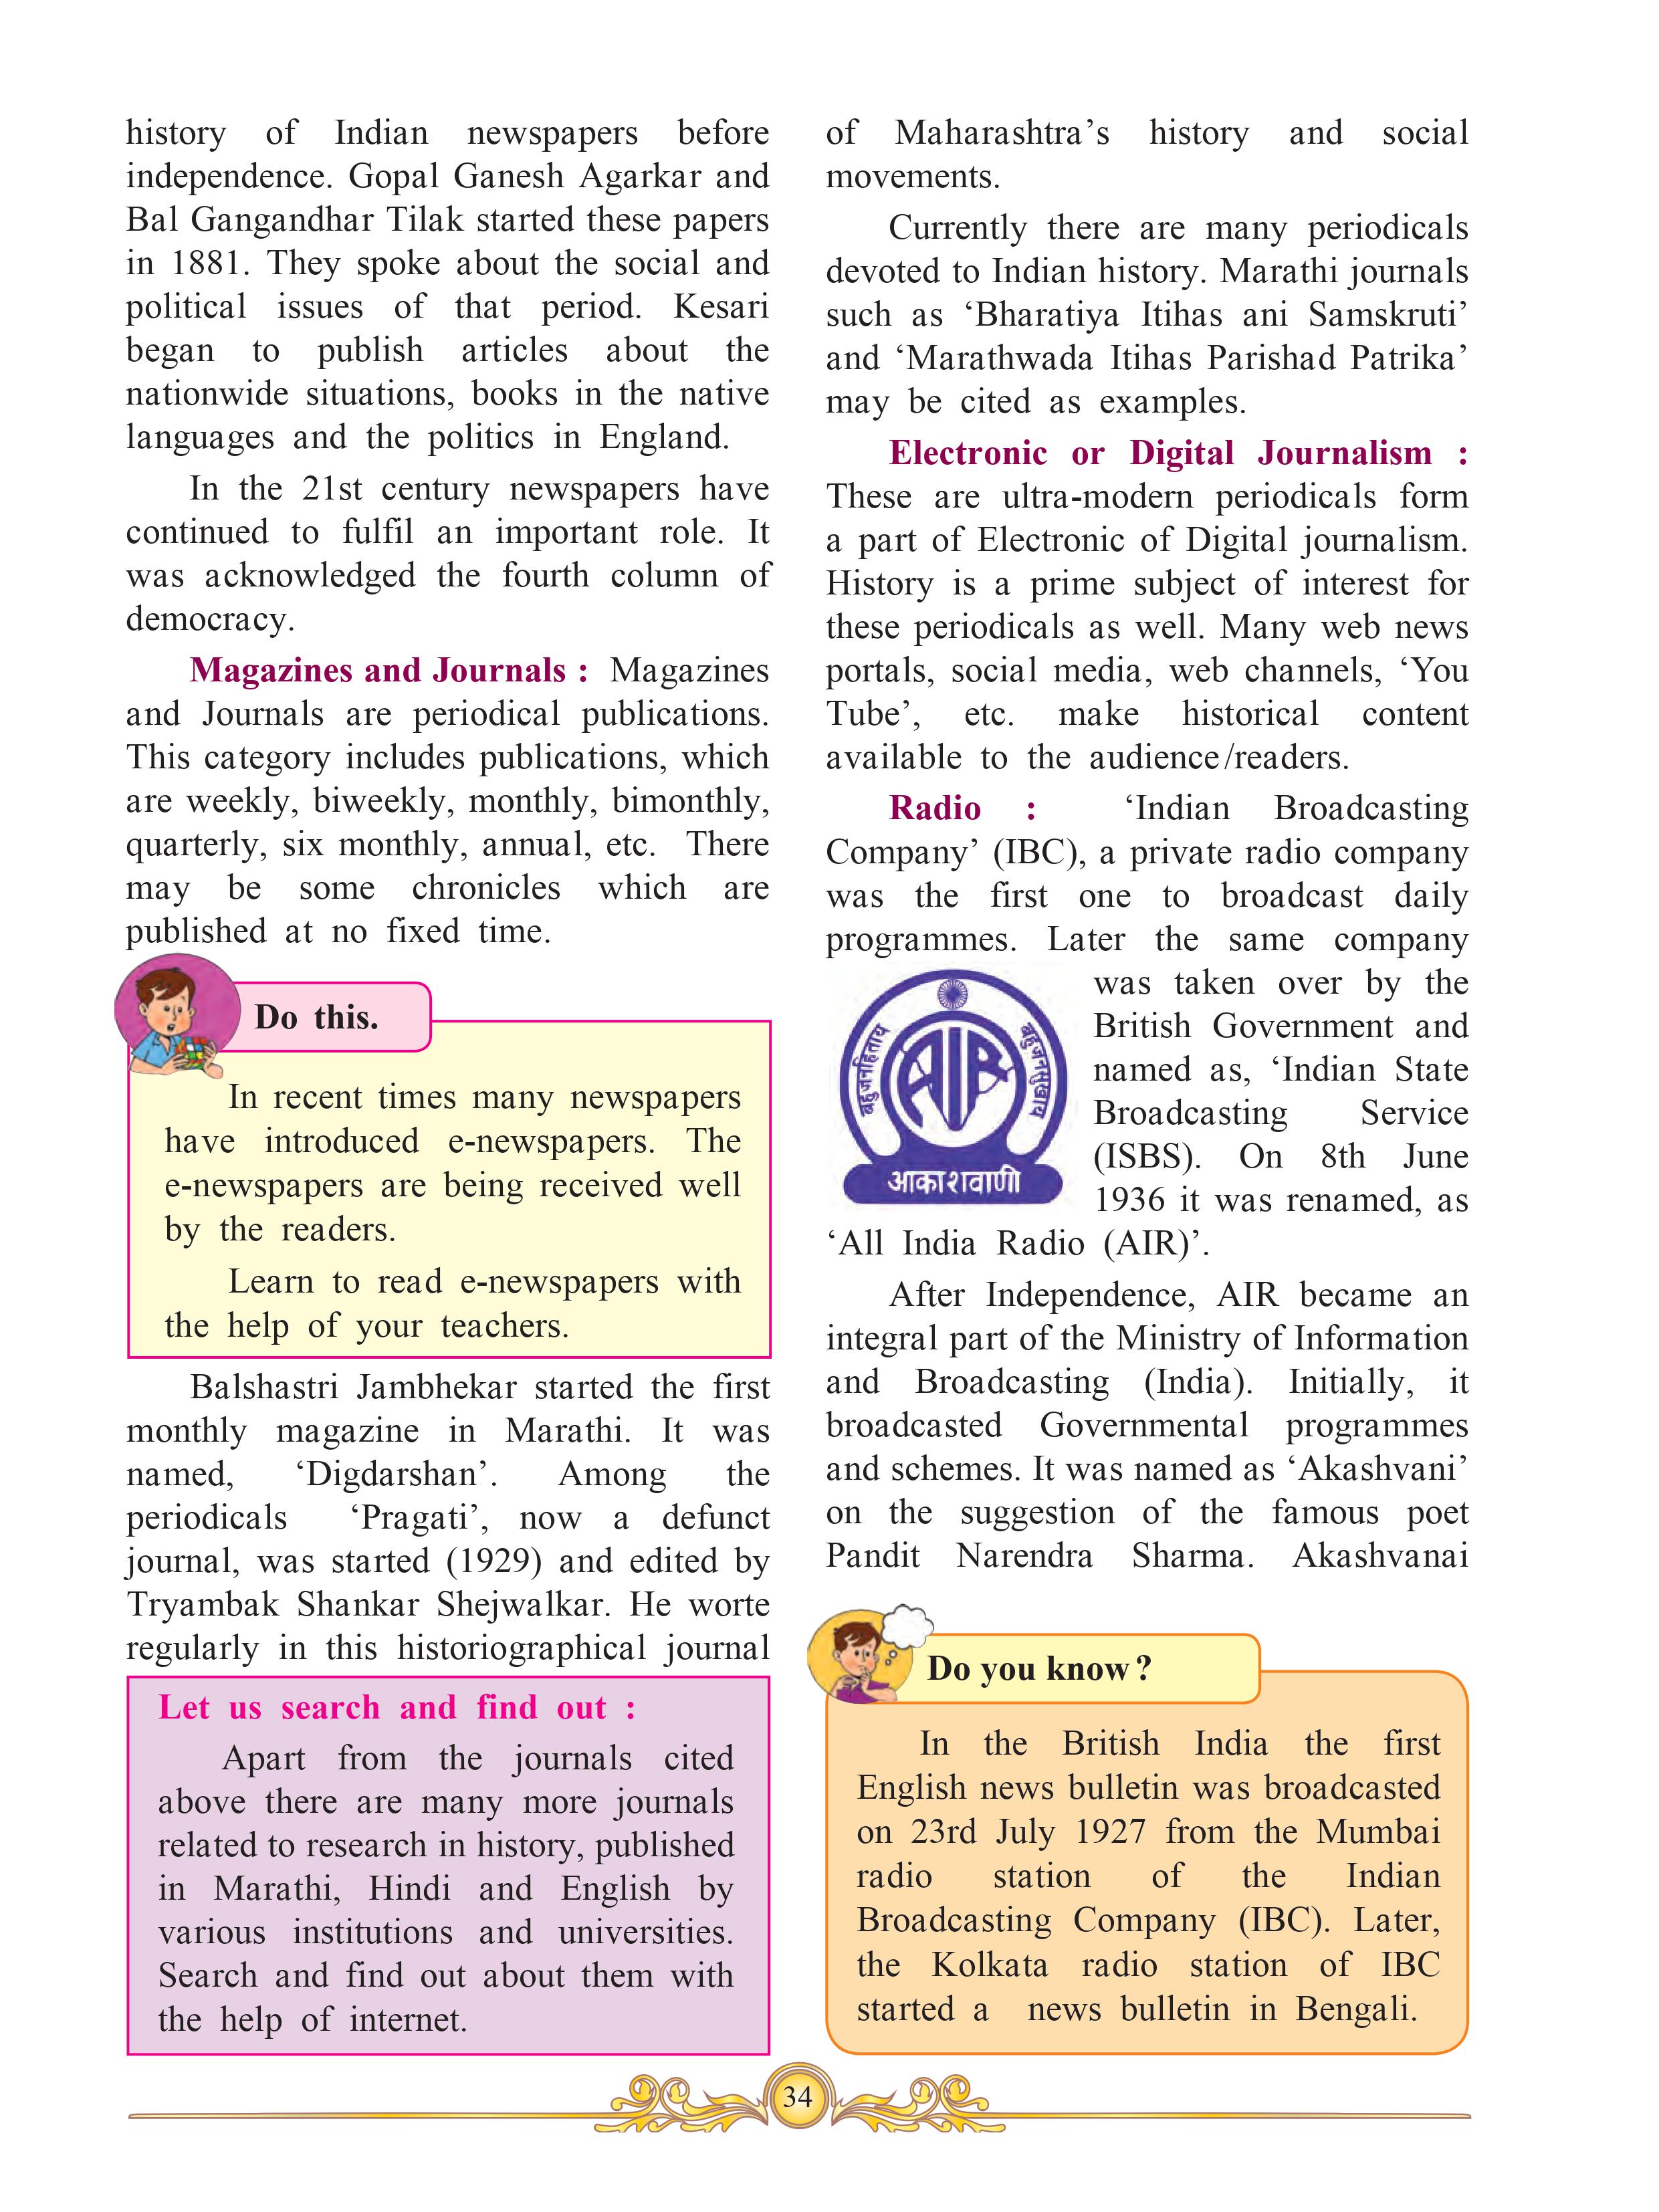 history of Indian newspapers before
independence. Gopal Ganesh Agarkar and
Bal Gangandhar Tilak started these papers
in 1881. They spoke about the social and
political issues of that period. Kesari
began to publish articles about the
nationwide situations, books in the native
languages and the politics in England.
In the 21st century newspapers have
continued to fulfil an important role. It
was acknowledged the fourth column of
democracy.
Magazines and Journals : Magazines
and Journals are periodical publications.
This category includes publications, which
are weekly, biweekly, monthly, bimonthly,
quarterly, six monthly, annual, etc. There
may be some chronicles which are
published at no fixed time.
Do this.
In recent times many newspapers
have introduced e-newspapers. The
e-newspapers are being received well
by the readers.
Learn to read e-newspapers with
the help of your teachers.
Balshastri Jambhekar started the first
monthly magazine in Marathi. It was
named, ‘Digdarshan’. Among the
periodicals ‘Pragati’, now a defunct
journal, was started (1929) and edited by
Tryambak Shankar Shejwalkar. He worte
regularly in this historiographical journal
Let us search and find out :
Apart from the journals cited
above there are many more journals
related to research in history, published
in Marathi, Hindi and English by
various institutions and universities.
Search and find out about them with
the help of internet.
of Maharashtra’s history and social
movements.
Currently there are many periodicals
devoted to Indian history. Marathi journals
such as ‘Bharatiya Itihas ani Samskruti’
and ‘Marathwada Itihas Parishad Patrika’
may be cited as examples.
Electronic or Digital Journalism :
These are ultra-modern periodicals form
a part of Electronic of Digital journalism.
History is a prime subject of interest for
these periodicals as well. Many web news
portals, social media, web channels, ‘You
Tube’, etc. make historical content
available to the audience/readers.
Radio : ‘Indian Broadcasting
Company’ (IBC), a private radio company
was the first one to broadcast daily
programmes. Later the same company
बहुजनहिताय
बहुजनसुखाय
AIR
आकाशवाणी
was taken over by the
British Government and
named as, ‘Indian State
Broadcasting Service
(ISBS). On 8th June
1936 it was renamed, as
‘All India Radio (AIR)’.
After Independence, AIR became an
integral part of the Ministry of Information
and Broadcasting (India). Initially, it
broadcasted Governmental programmes
and schemes. It was named as ‘Akashvani’
on the suggestion of the famous poet
Pandit Narendra Sharma. Akashvanai
Do you know?
In the British India the first
English news bulletin was broadcasted
on 23rd July 1927 from the Mumbai
radio station of the Indian
Broadcasting Company (IBC). Later,
the Kolkata radio station of IBC
started a news bulletin in Bengali.
34